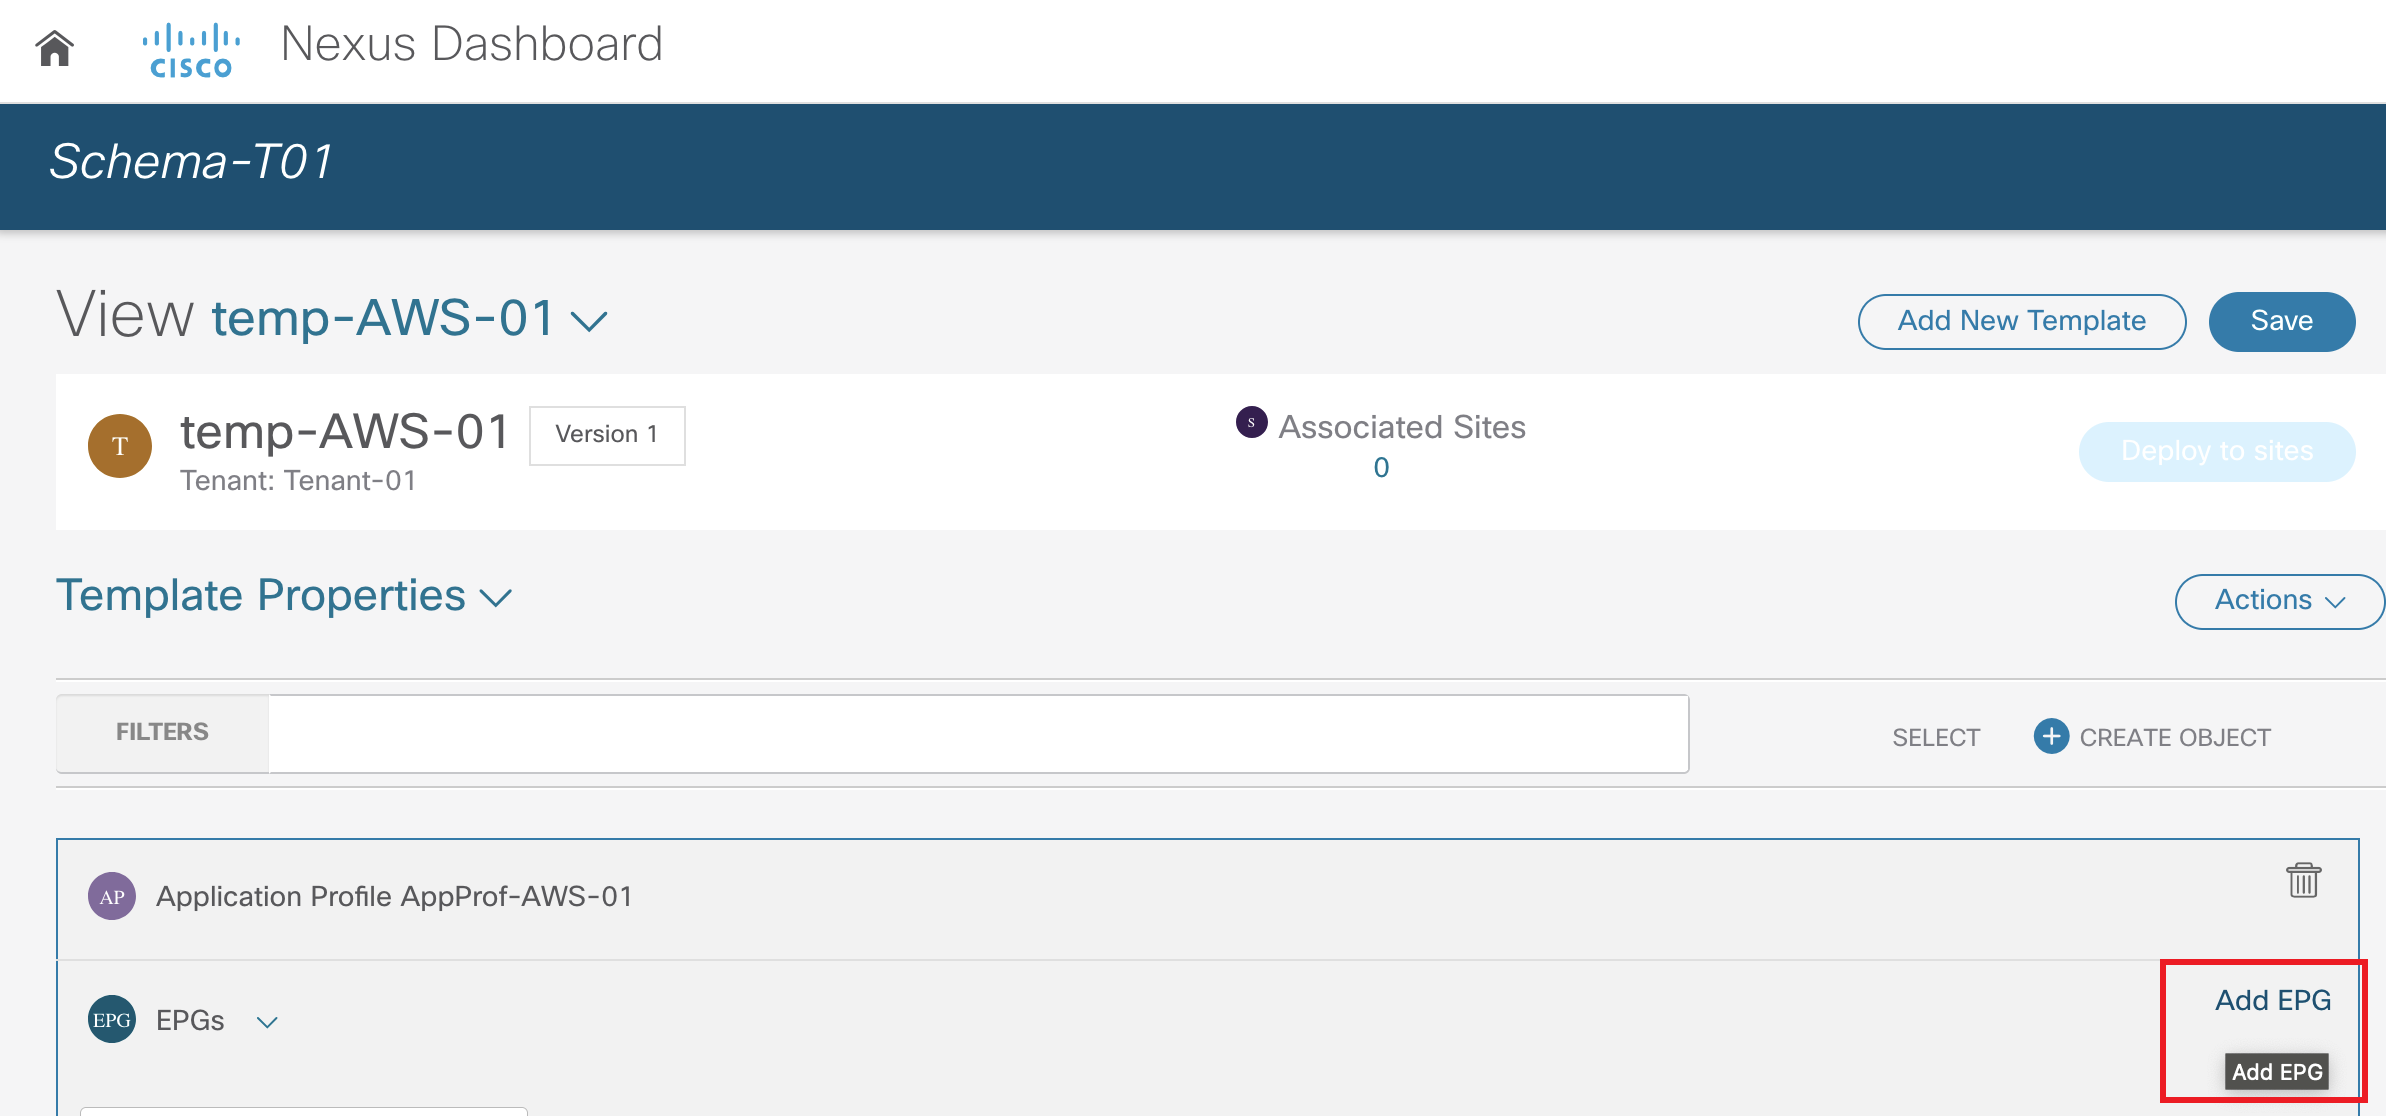 cisco Nexus Dashboard
Schema-T01
View temp-AWS-01
Add New Template
Save
T
temp-AWS-01
Version 1
Tenant: Tenant-01
S Associated Sites
0
Deploy to sites
Template Properties
Actions
FILTERS
SELECT
CREATE OBJECT
AP Application Profile AppProf-AWS-01
EPG EPGs
Add EPG
Add EPG